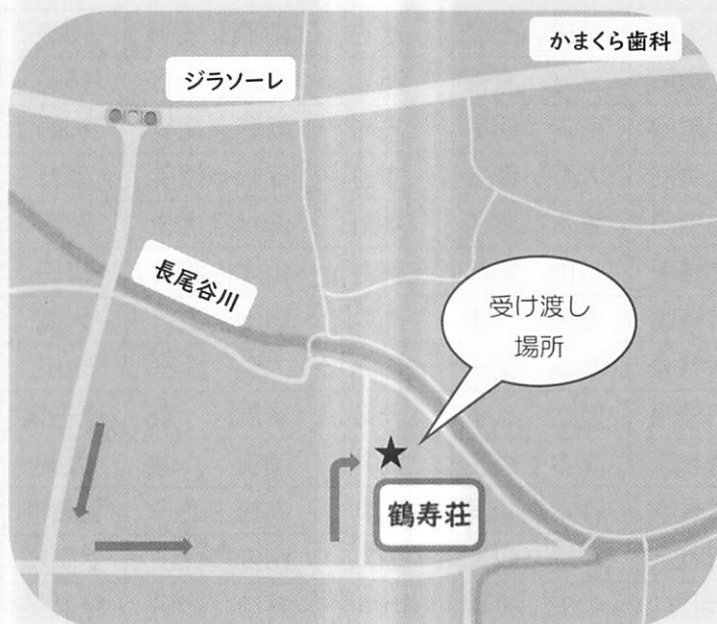 かまくら歯科
ジラソーレ
長尾谷川
受け渡し
場所
鶴寿荘